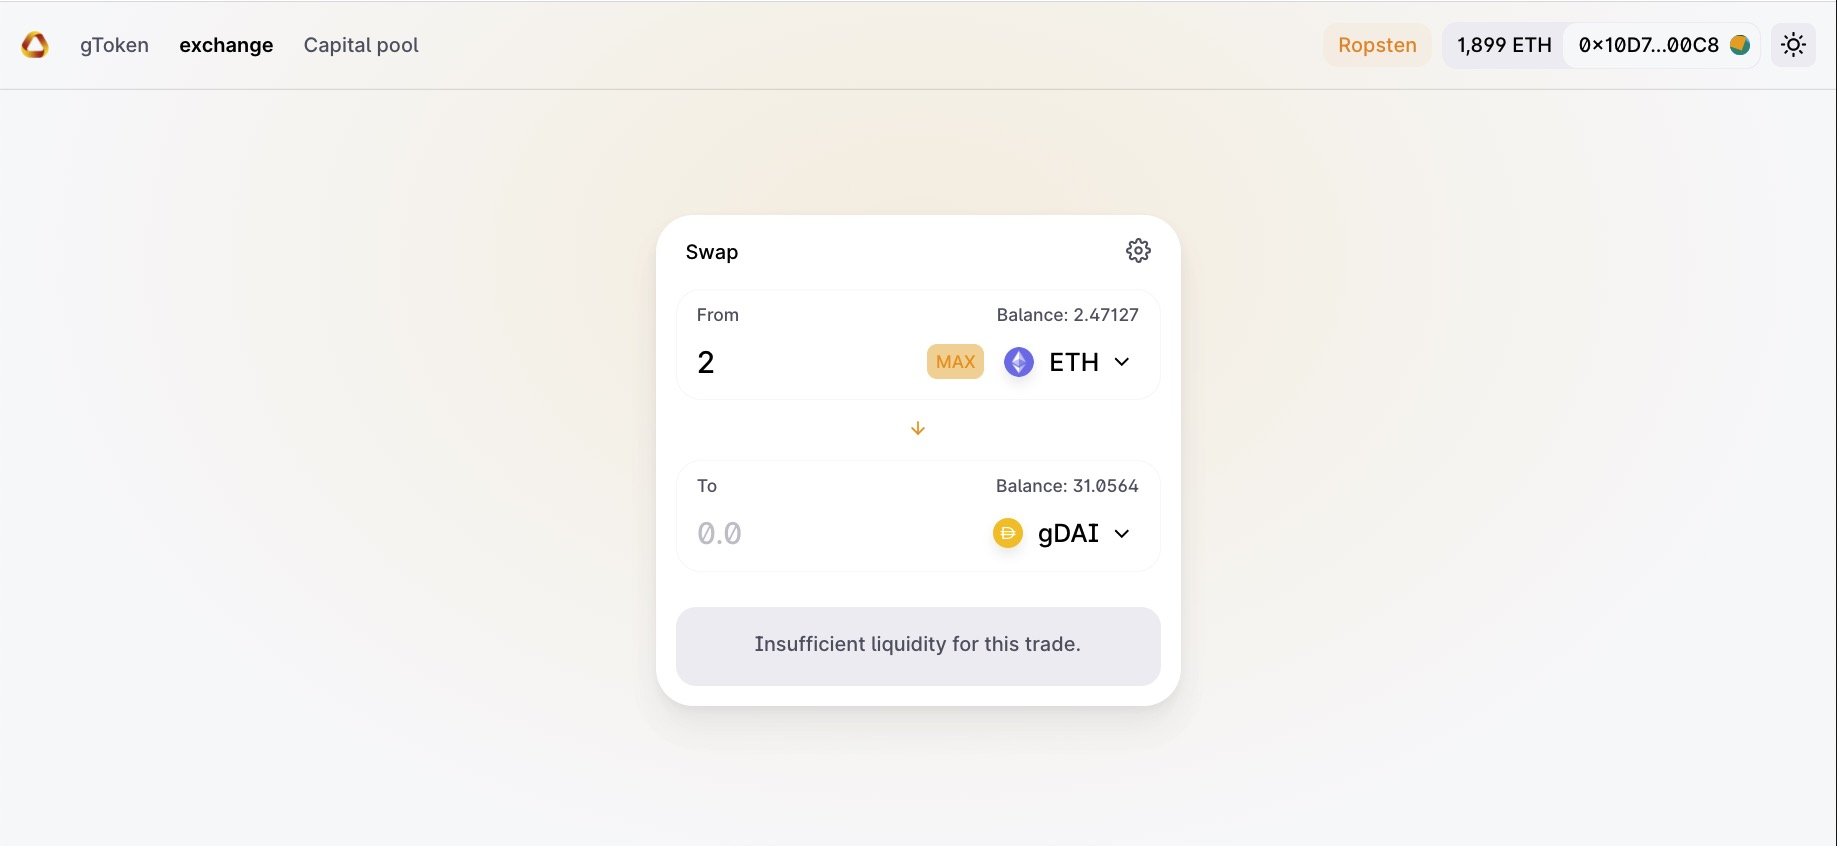 gToken exchange Capital pool Ropsten 1,899 ETH 0x10D7...00C8
Swap
From Balance: 2.47127
2 MAX ETH
To Balance: 31.0564
0.0 gDAI
Insufficient liquidity for this trade.